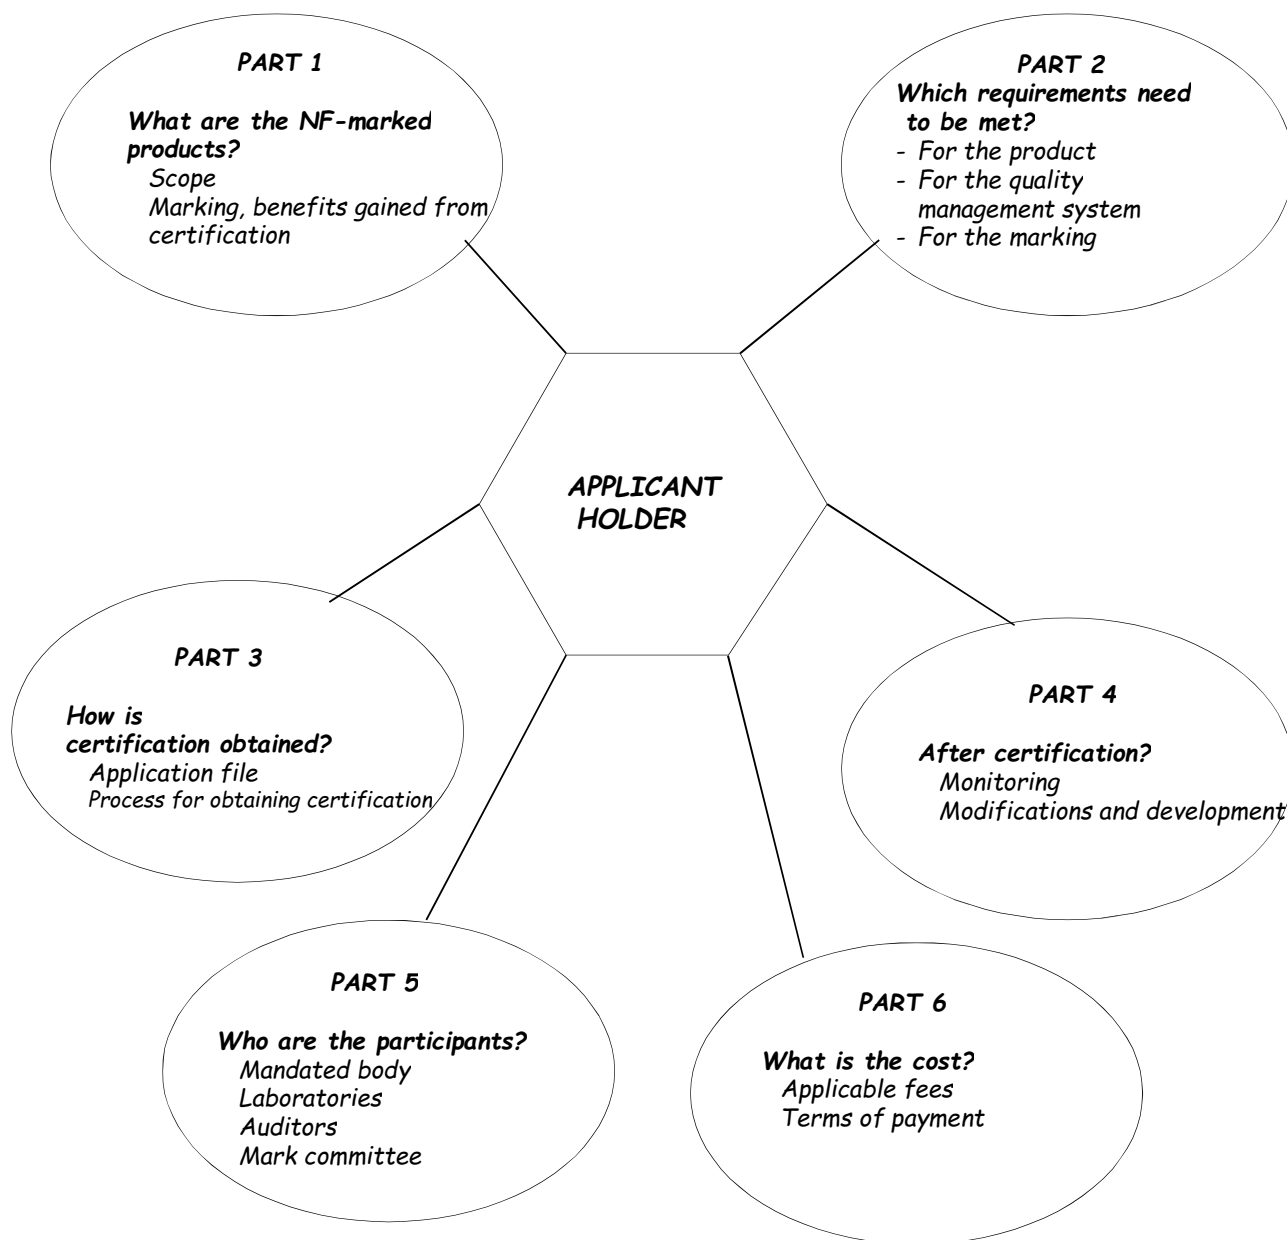 PART 1
What are the NF-marked
products?
Scope
Marking, benefits gained from
certification
PART 2
Which requirements need
to be met?
- For the product
- For the quality
management system
- For the marking
APPLICANT
HOLDER
PART 3
How is
certification obtained?
Application file
Process for obtaining certification
PART 4
After certification?
Monitoring
Modifications and development
PART 5
Who are the participants?
Mandated body
Laboratories
Auditors
Mark committee
PART 6
What is the cost?
Applicable fees
Terms of payment